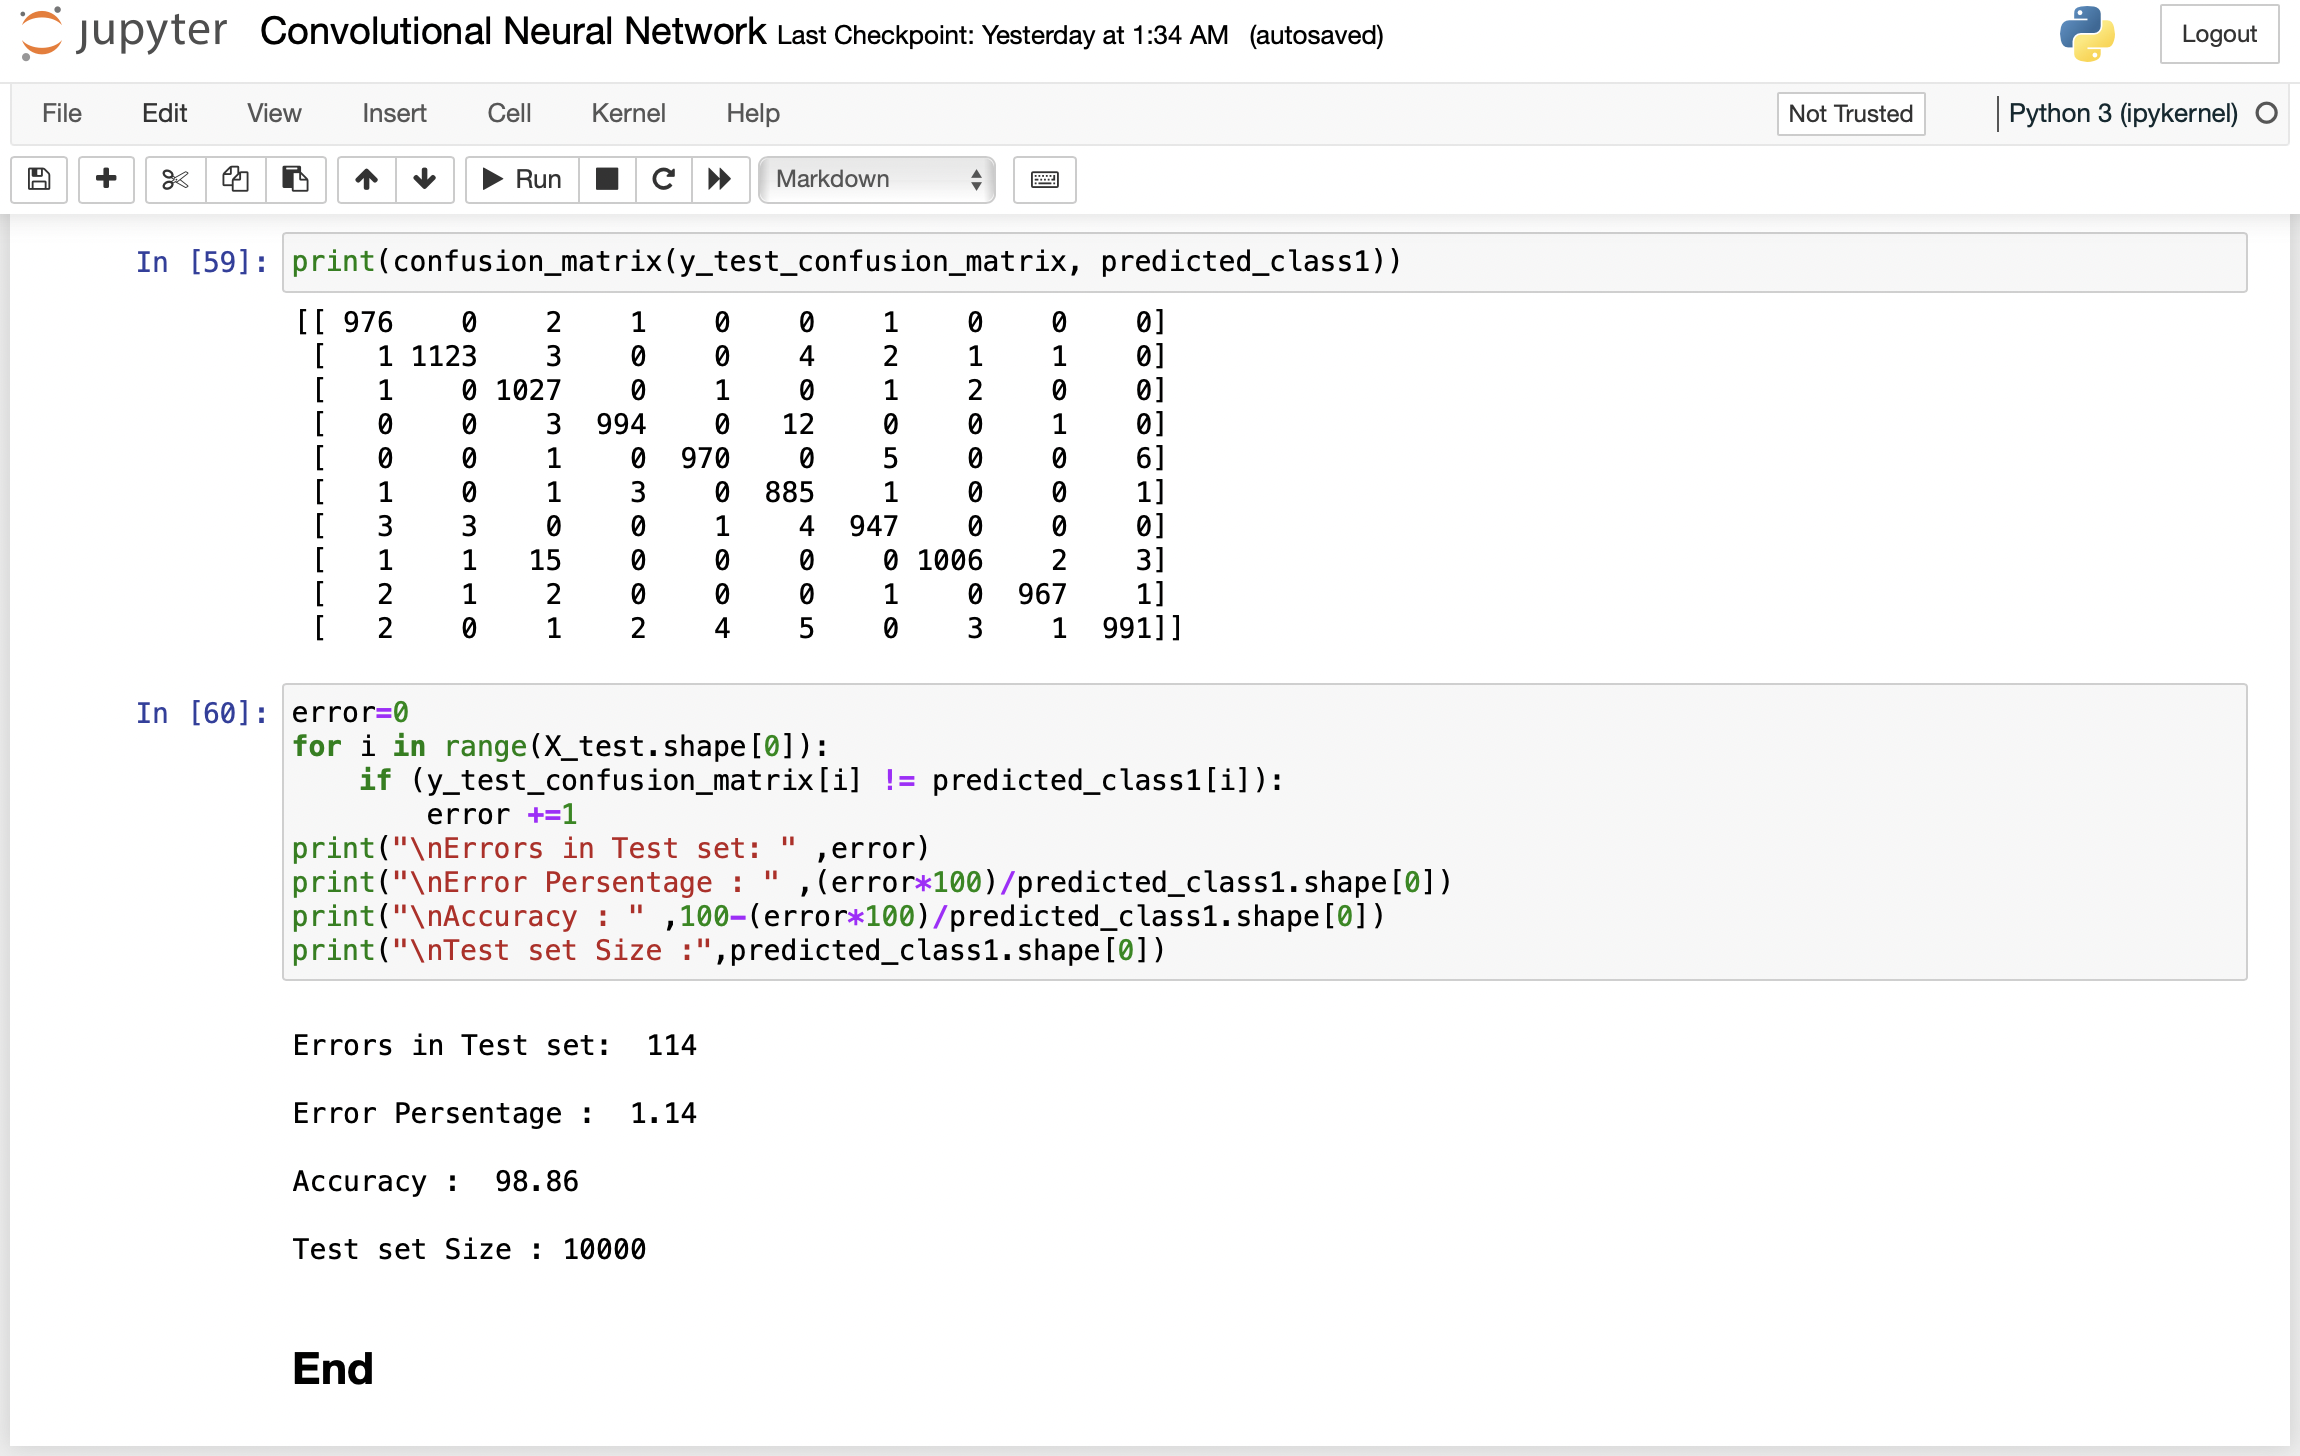 jupyter Convolutional Neural Network Last Checkpoint: Yesterday at 1:34 AM (autosaved) Logout
File Edit View Insert Cell Kernel Help Not Trusted Python 3 (ipykernel)
Run Markdown
In [59]: print(confusion_matrix(y_test_confusion_matrix, predicted_class1))
[[ 976    0    2    1    0    0    1    0    0    0]
 [   1 1123    3    0    0    4    2    1    1    0]
 [   1    0 1027    0    1    0    1    2    0    0]
 [   0    0    3  994    0   12    0    0    1    0]
 [   0    0    1    0  970    0    5    0    0    6]
 [   1    0    1    3    0  885    1    0    0    1]
 [   3    3    0    0    1    4  947    0    0    0]
 [   1    1   15    0    0    0    0 1006    2    3]
 [   2    1    2    0    0    0    1    0  967    1]
 [   2    0    1    2    4    5    0    3    1  991]]
In [60]: error=0
for i in range(X_test.shape[0]):
    if (y_test_confusion_matrix[i] != predicted_class1[i]):
        error +=1
print("\nErrors in Test set: " ,error)
print("\nError Persentage : " ,(error*100)/predicted_class1.shape[0])
print("\nAccuracy : " ,100-(error*100)/predicted_class1.shape[0])
print("\nTest set Size :",predicted_class1.shape[0])
Errors in Test set:  114
Error Persentage :  1.14
Accuracy :  98.86
Test set Size : 10000
End